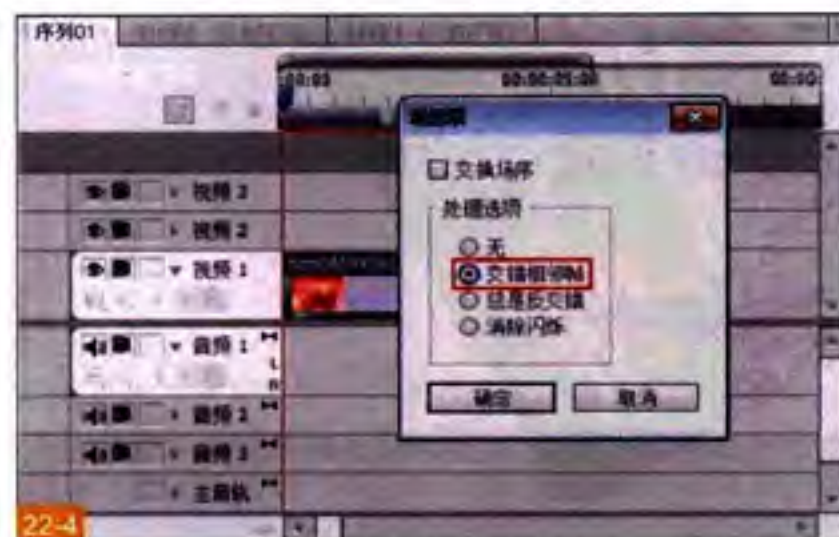 序列01
00:00
00:00:05:00
00:00
场选项
交换场序
处理选项
无
交错相邻帧
总是反交错
消除闪烁
确定
取消
视频 3
视频 2
视频 1
音频 1
L
R
音频 2
音频 3
主音轨
22-4